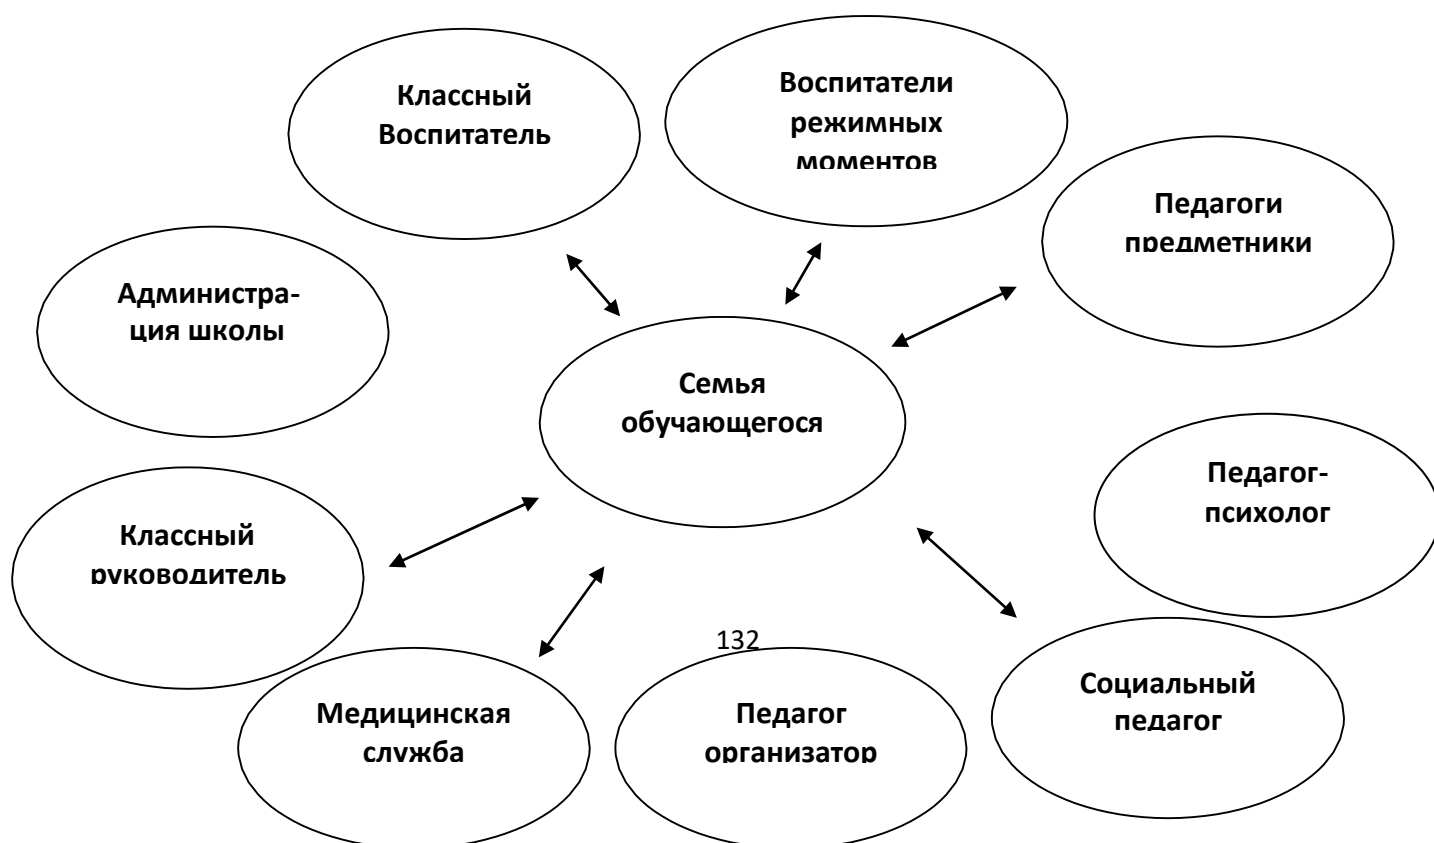 Классный
Воспитатель
Воспитатели
режимных
моментов
Педагоги
предметники
Администра-
ция школы
Семья
обучающегося
Педагог-
психолог
Классный
руководитель
132
Социальный
педагог
Медицинская
служба
Педагог
организатор